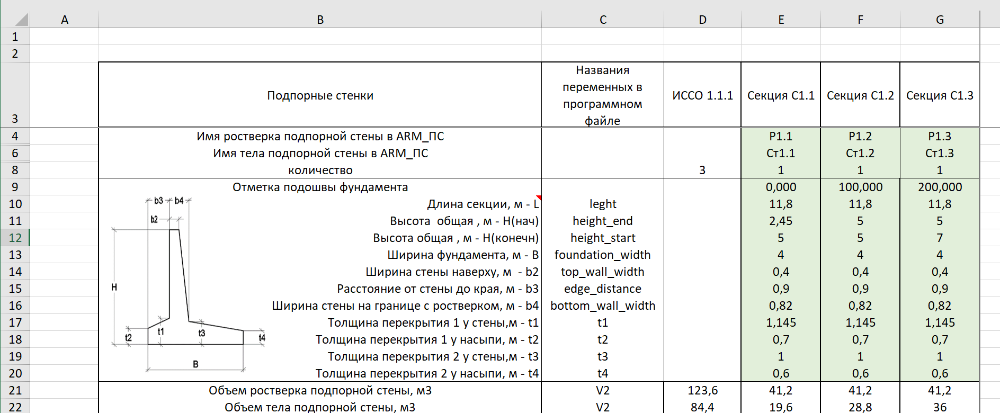 A B C D E F G
1
2
3 Подпорные стенки Названия переменных в программном файле ИССО 1.1.1 Секция С1.1 Секция С1.2 Секция С1.3
4 Имя ростверка подпорной стены в ARM_ПС Р1.1 Р1.2 Р1.3
6 Имя тела подпорной стены в ARM_ПС Ст1.1 Ст1.2 Ст1.3
8 количество 3 1 1 1
9 Отметка подошвы фундамента 0,000 100,000 200,000
10 Длина секции, м - L leght 11,8 11,8 11,8
11 Высота общая , м - Н(нач) height_end 2,45 5 5
12 Высота общая , м - Н(конечн) height_start 5 5 7
13 Ширина фундамента, м - В foundation_width 4 4 4
14 Ширина стены наверху, м - b2 top_wall_width 0,4 0,4 0,4
15 Расстояние от стены до края, м - b3 edge_distance 0,9 0,9 0,9
16 Ширина стены на границе с ростверком, м - b4 bottom_wall_width 0,82 0,82 0,82
17 Толщина перекрытия 1 у стены,м - t1 t1 1,145 1,145 1,145
18 Толщина перекрытия 1 у насыпи, м - t2 t2 0,7 0,7 0,7
19 Толщина перекрытия 2 у стены,м - t3 t3 1 1 1
20 Толщина перекрытия 2 у насыпи, м - t4 t4 0,6 0,6 0,6
21 Объем ростверка подпорной стены, м3 V2 123,6 41,2 41,2 41,2
22 Объем тела подпорной стены, м3 V2 84,4 19,6 28,8 36
b3 b4
b2
H
t1
t2
t3
t4
B